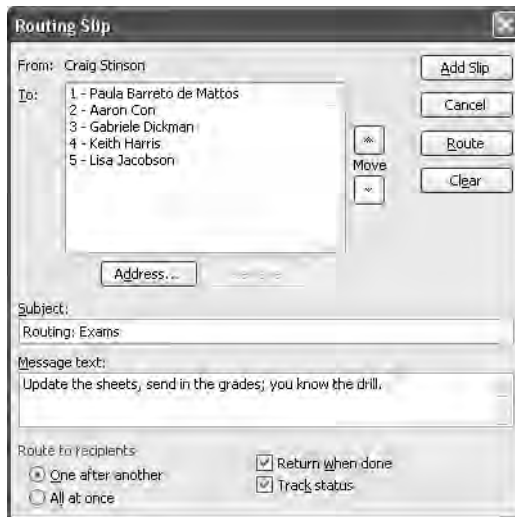 Routing Slip
From: Craig Stinson
To:
1 - Paula Barreto de Mattos
2 - Aaron Con
3 - Gabriele Dickman
4 - Keith Harris
5 - Lisa Jacobson
Move
Add Slip
Cancel
Route
Clear
Address...
Subject:
Routing: Exams
Message text:
Update the sheets, send in the grades; you know the drill.
Route to recipients
One after another
All at once
Return when done
Track status